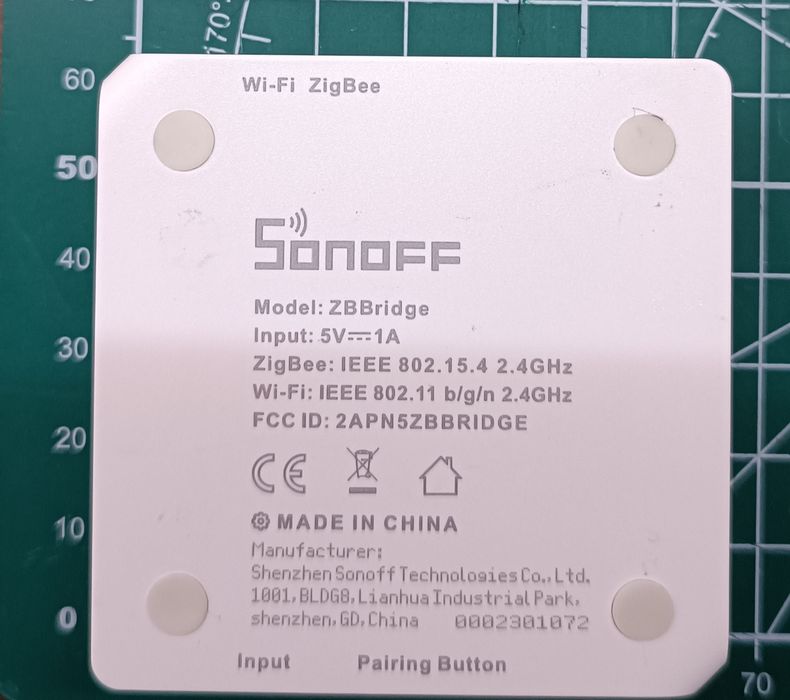 170°
60
Wi-Fi ZigBee
50
SONOFF
40
Model: ZBBridge
Input: 5V⎓1A
30
ZigBee: IEEE 802.15.4 2.4GHz
Wi-Fi: IEEE 802.11 b/g/n 2.4GHz
FCC ID: 2APN5ZBBRIDGE
20
CE
MADE IN CHINA
10
Manufacturer:
Shenzhen Sonoff Technologies Co., Ltd.
1001, BLDG8, Lianhua Industrial Park,
shenzhen, GD, China 0002301072
0
Input Pairing Button
70